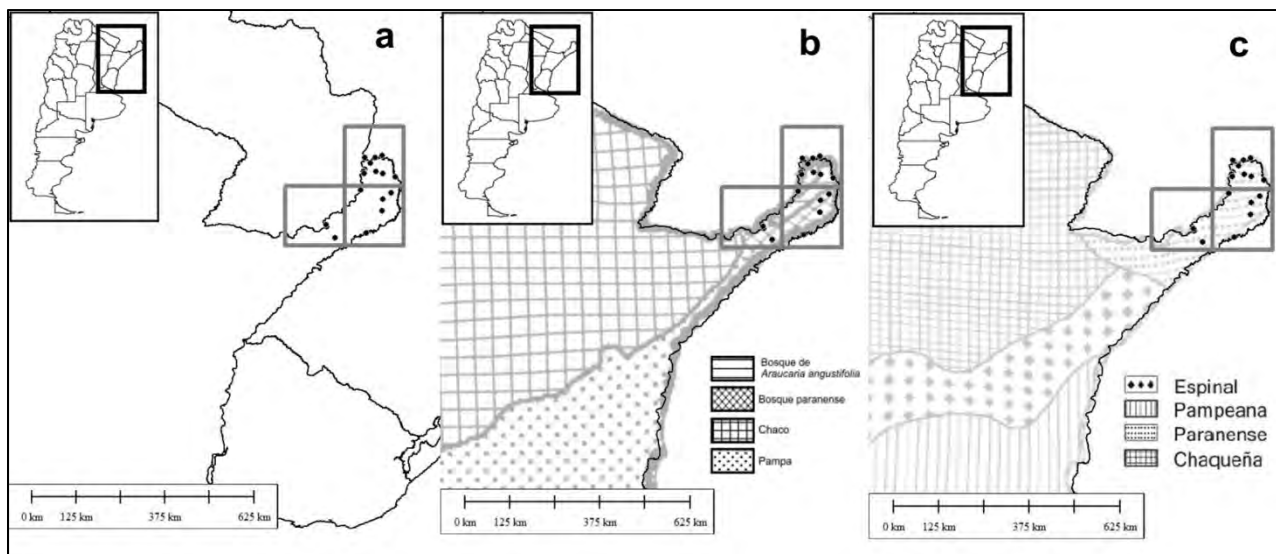 a
b
c
Bosque de
Araucaria angustifolia
Bosque paranense
Chaco
Pampa
Espinal
Pampeana
Paranense
Chaqueña
0 km 125 km 375 km 625 km
0 km 125 km 375 km 625 km
0 km 125 km 375 km 625 km